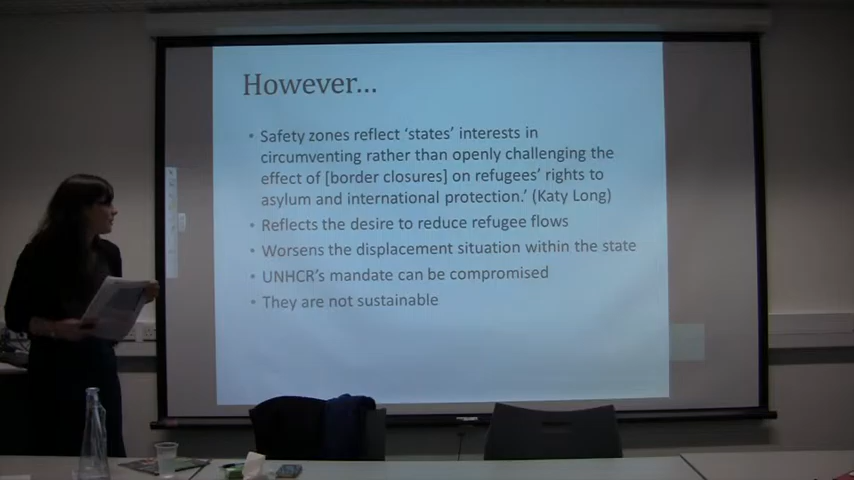 However...
• Safety zones reflect ‘states’ interests in
circumventing rather than openly challenging the
effect of [border closures] on refugees’ rights to
asylum and international protection.’ (Katy Long)
• Reflects the desire to reduce refugee flows
• Worsens the displacement situation within the state
• UNHCR’s mandate can be compromised
• They are not sustainable